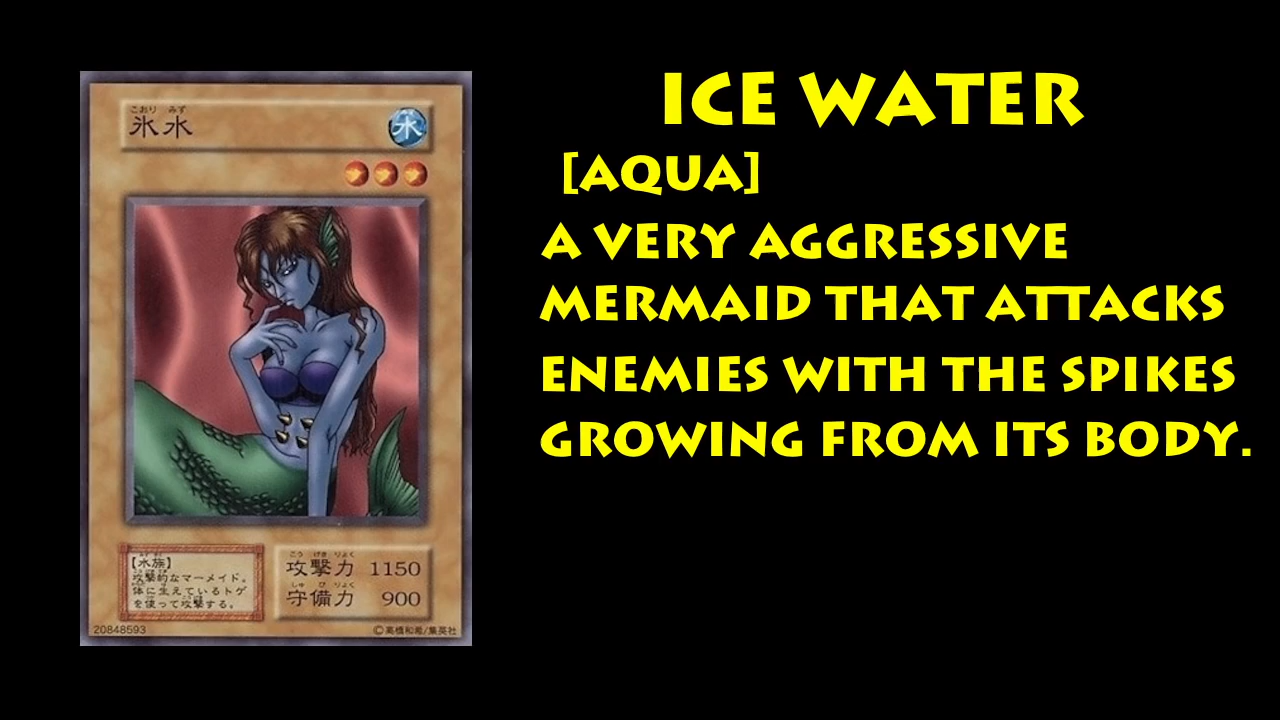 こおり みず
氷水
水
【水族】
攻撃的なマーメイド。
体に生えているトゲ
を使って攻撃する。
こう げき りょく
攻撃力 1150
しゅ び りょく
守備力 900
20848593
©高橋和希/集英社
ICE WATER
[AQUA]
A VERY AGGRESSIVE
MERMAID THAT ATTACKS
ENEMIES WITH THE SPIKES
GROWING FROM ITS BODY.